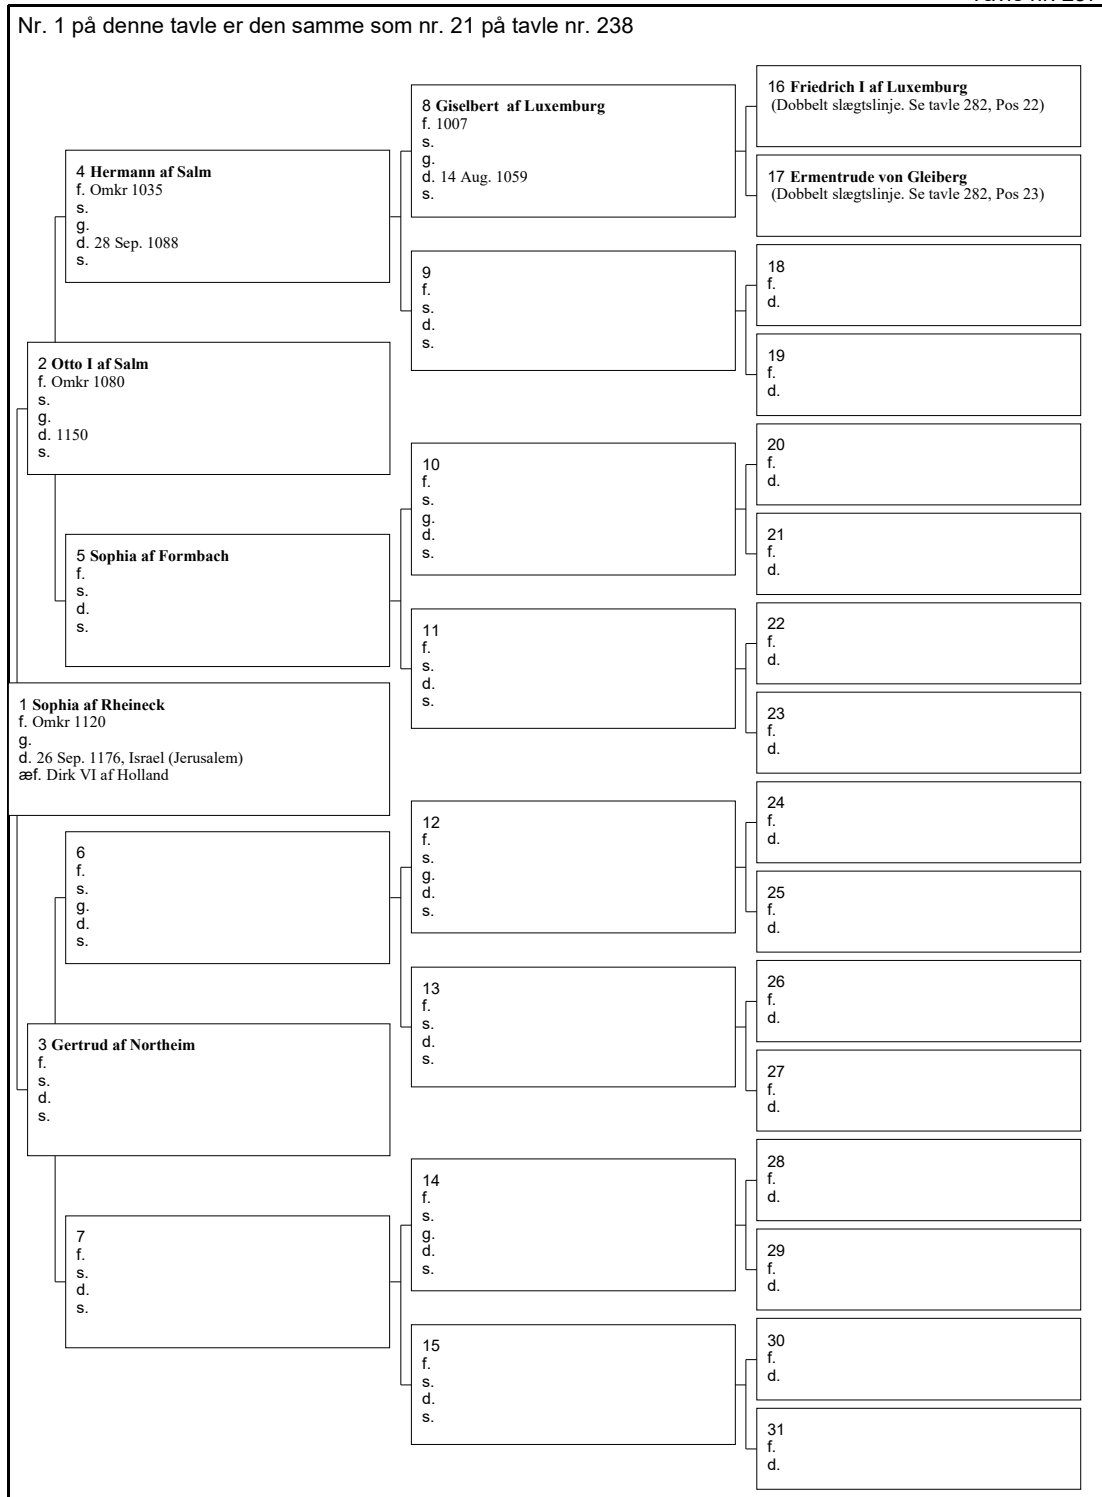 Nr. 1 på denne tavle er den samme som nr. 21 på tavle nr. 238
16 Friedrich I af Luxemburg
(Dobbelt slægtslinje. Se tavle 282, Pos 22)
8 Giselbert af Luxemburg
f. 1007
s.
g.
d. 14 Aug. 1059
s.
17 Ermentrude von Gleiberg
(Dobbelt slægtslinje. Se tavle 282, Pos 23)
4 Hermann af Salm
f. Omkr 1035
s.
g.
d. 28 Sep. 1088
s.
18
f.
d.
9
f.
s.
d.
s.
19
f.
d.
2 Otto I af Salm
f. Omkr 1080
s.
g.
d. 1150
s.
20
f.
d.
10
f.
s.
g.
d.
s.
21
f.
d.
5 Sophia af Formbach
f.
s.
d.
s.
22
f.
d.
11
f.
s.
d.
s.
23
f.
d.
1 Sophia af Rheineck
f. Omkr 1120
g.
d. 26 Sep. 1176, Israel (Jerusalem)
æf. Dirk VI af Holland
24
f.
d.
12
f.
s.
g.
d.
s.
25
f.
d.
6
f.
s.
g.
d.
s.
26
f.
d.
13
f.
s.
d.
s.
27
f.
d.
3 Gertrud af Northeim
f.
s.
d.
s.
28
f.
d.
14
f.
s.
g.
d.
s.
29
f.
d.
7
f.
s.
d.
s.
30
f.
d.
15
f.
s.
d.
s.
31
f.
d.